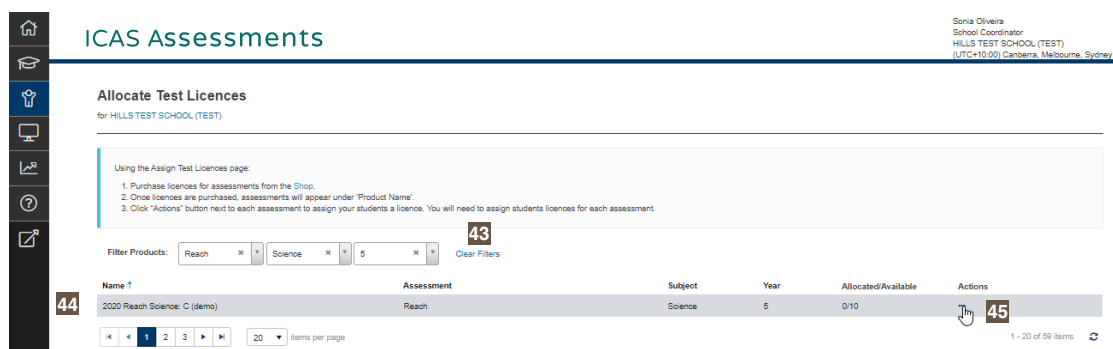 Sonia Oliveira
School Coordinator
HILLS TEST SCHOOL (TEST)
(UTC+10:00) Canberra, Melbourne, Sydney
ICAS Assessments
Allocate Test Licences
for HILLS TEST SCHOOL (TEST)
Using the Assign Test Licences page:
1. Purchase licences for assessments from the Shop.
2. Once licences are purchased, assessments will appear under 'Product Name'.
3. Click "Actions" button next to each assessment to assign your students a licence. You will need to assign students licences for each assessment.
43
Filter Products: Reach Science 5 Clear Filters
Name ↑ Assessment Subject Year Allocated/Available Actions
44 2020 Reach Science: C (demo) Reach Science 5 0/10 45
1 2 3 20 items per page 1 - 20 of 59 items